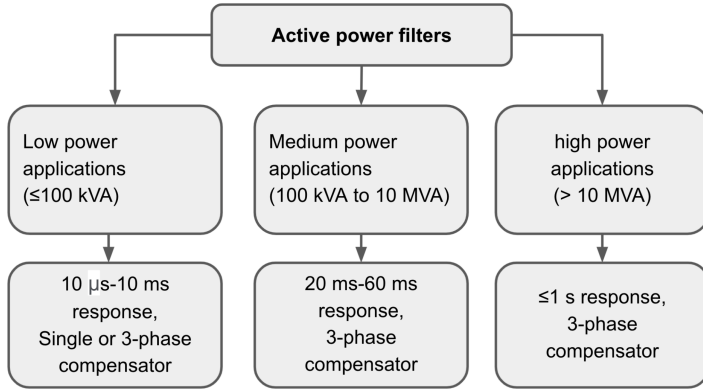 Active power filters
Low power
applications
(≤100 kVA)
Medium power
applications
(100 kVA to 10 MVA)
high power
applications
(> 10 MVA)
10 µs-10 ms
response,
Single or 3-phase
compensator
20 ms-60 ms
response,
3-phase
compensator
≤1 s response,
3-phase
compensator